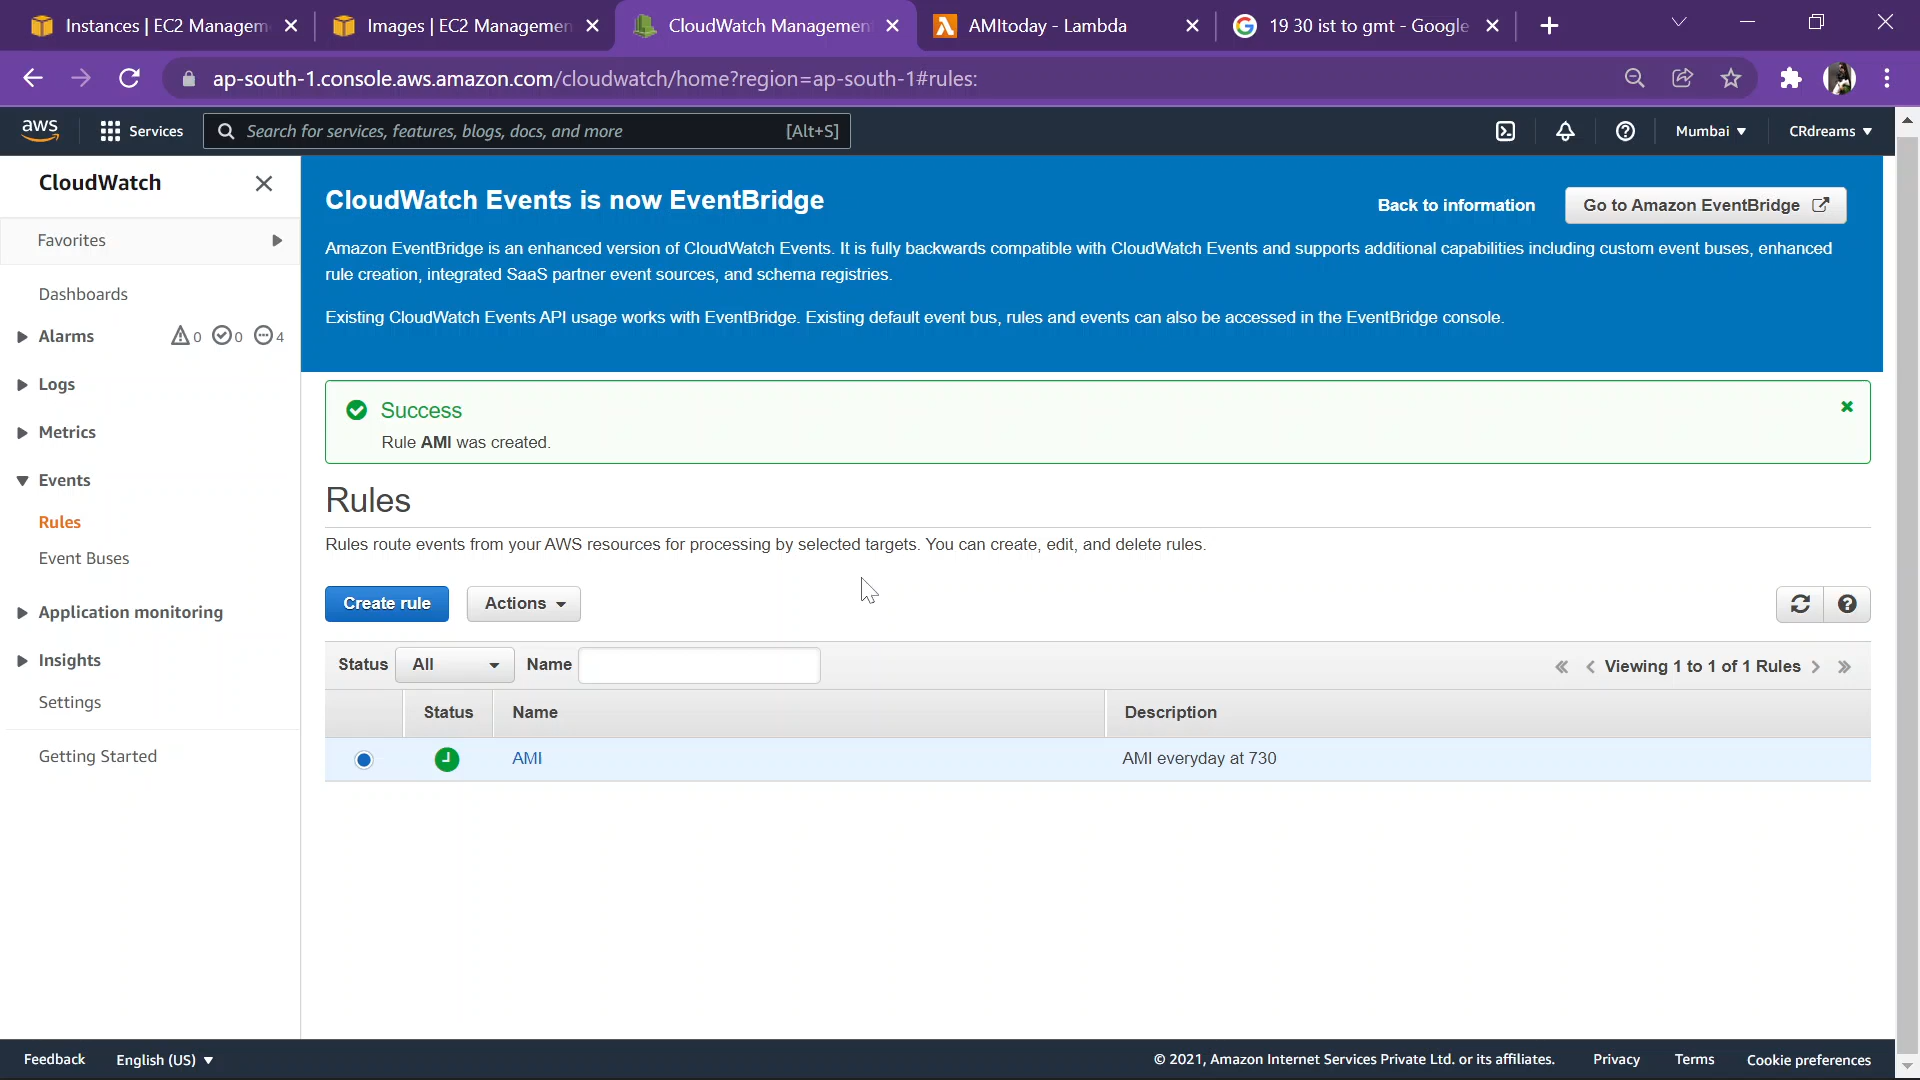 Instances | EC2 Managem
Images | EC2 Managemen
CloudWatch Managemen
AMItoday - Lambda
19 30 ist to gmt - Google
ap-south-1.console.aws.amazon.com/cloudwatch/home?region=ap-south-1#rules:
aws
Services
Search for services, features, blogs, docs, and more
[Alt+S]
Mumbai
CRdreams
CloudWatch
Favorites
Dashboards
Alarms
0
0
4
Logs
Metrics
Events
Rules
Event Buses
Application monitoring
Insights
Settings
Getting Started
CloudWatch Events is now EventBridge
Back to information
Go to Amazon EventBridge
Amazon EventBridge is an enhanced version of CloudWatch Events. It is fully backwards compatible with CloudWatch Events and supports additional capabilities including custom event buses, enhanced
rule creation, integrated SaaS partner event sources, and schema registries.
Existing CloudWatch Events API usage works with EventBridge. Existing default event bus, rules and events can also be accessed in the EventBridge console.
Success
Rule AMI was created.
Rules
Rules route events from your AWS resources for processing by selected targets. You can create, edit, and delete rules.
Create rule
Actions
Status
All
Name
Viewing 1 to 1 of 1 Rules
Status
Name
Description
AMI
AMI everyday at 730
Feedback
English (US)
© 2021, Amazon Internet Services Private Ltd. or its affiliates.
Privacy
Terms
Cookie preferences